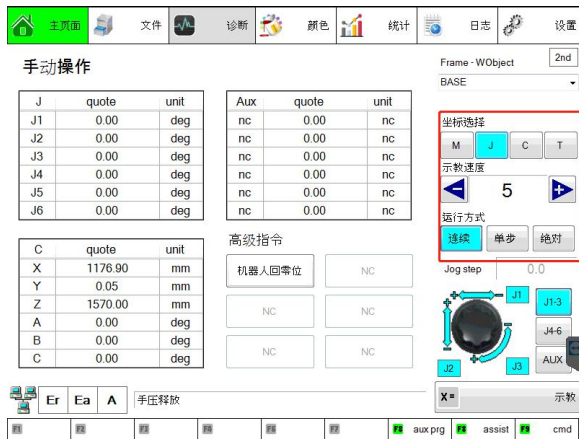 主页面 文件 诊断 颜色 统计 日志 设置
手动操作
Frame - WObject 2nd
BASE
J quote unit
J1 0.00 deg
J2 0.00 deg
J3 0.00 deg
J4 0.00 deg
J5 0.00 deg
J6 0.00 deg
Aux quote unit
nc 0.00 nc
nc 0.00 nc
nc 0.00 nc
nc 0.00 nc
nc 0.00 nc
nc 0.00 nc
坐标选择
M J C T
示教速度
5
运行方式
连续 单步 绝对
C quote unit
X 1176.90 mm
Y 0.05 mm
Z 1570.00 mm
A 0.00 deg
B 0.00 deg
C 0.00 deg
高级指令
机器人回零位 NC
NC NC
NC NC
Jog step 0.0
J1 J1-3
J4-6
J2 J3 AUX
Er Ea A 手压释放
X= 示教
F1 F2 F3 F5 F6 F7 F8 aux prg F8 assist F9 cmd